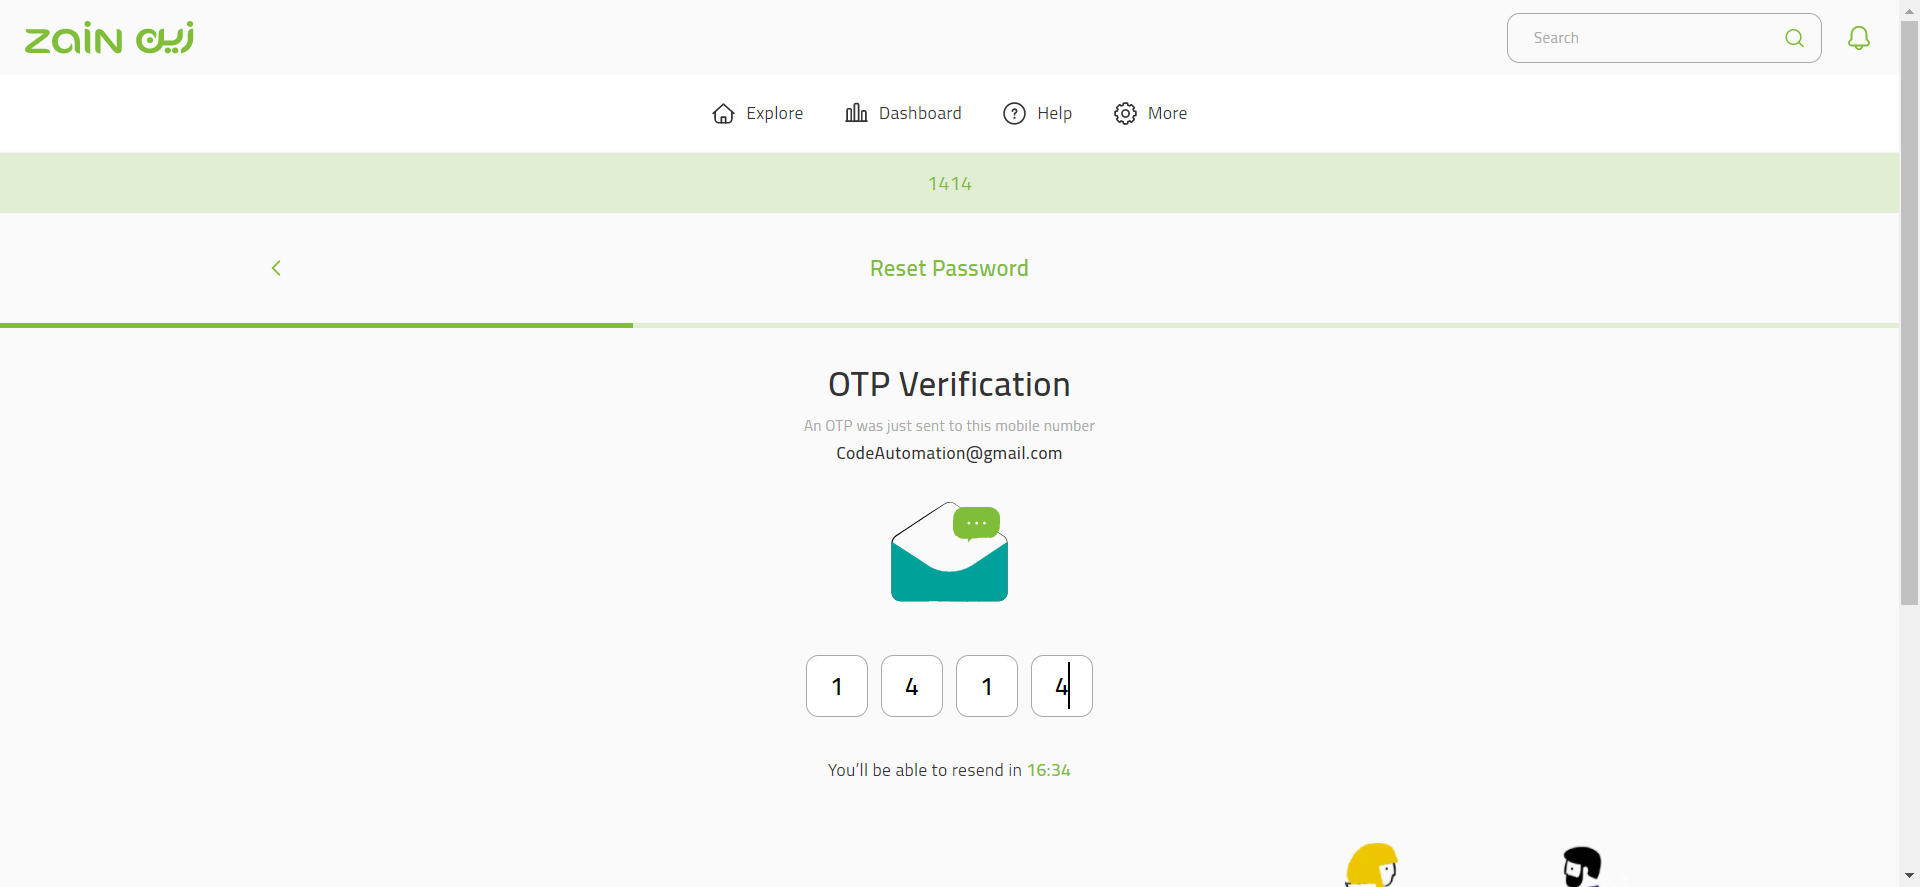 zain زين
Search
Explore Dashboard Help More
1414
Reset Password
OTP Verification
An OTP was just sent to this mobile number
CodeAutomation@gmail.com
1 4 1 4
You’ll be able to resend in 16:34